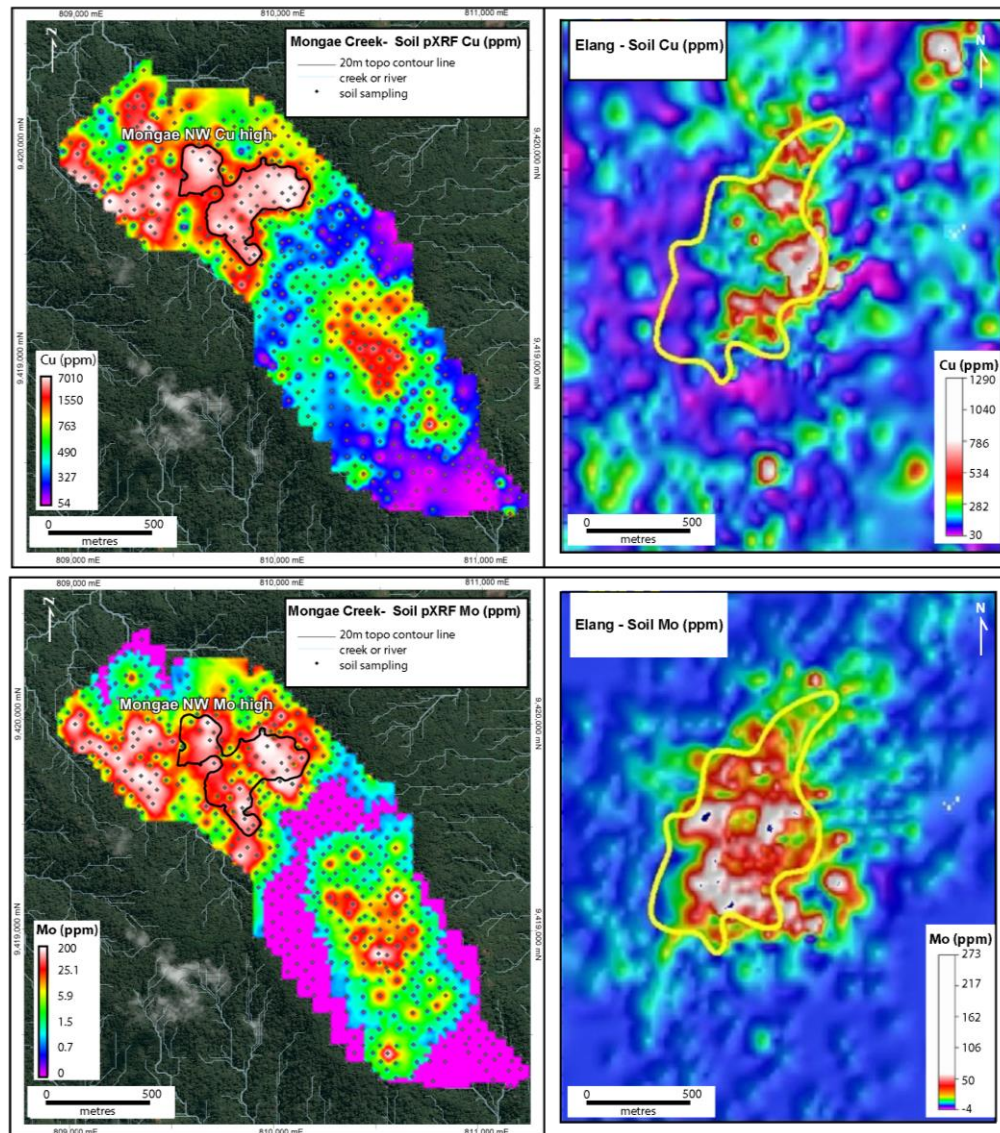 809,000 mE
810,000 mE
811,000 mE
Mongae Creek- Soil pXRF Cu (ppm)
20m topo contour line
creek or river
soil sampling
Mongae NW Cu high
9,420,000 mN
9,420,000 mN
9,419,000 mN
9,419,000 mN
Cu (ppm)
7010
1550
763
490
327
54
0
500
metres
809,000 mE
810,000 mE
811,000 mE
Elang - Soil Cu (ppm)
N
Cu (ppm)
1290
1040
786
534
282
30
0
500
metres
809,000 mE
810,000 mE
811,000 mE
Mongae Creek- Soil pXRF Mo (ppm)
20m topo contour line
creek or river
soil sampling
Mongae NW Mo high
9,420,000 mN
9,420,000 mN
9,419,000 mN
9,419,000 mN
Mo (ppm)
200
25.1
5.9
1.5
0.7
0
0
500
metres
809,000 mE
810,000 mE
811,000 mE
Elang - Soil Mo (ppm)
N
Mo (ppm)
273
217
162
106
50
-4
0
500
metres